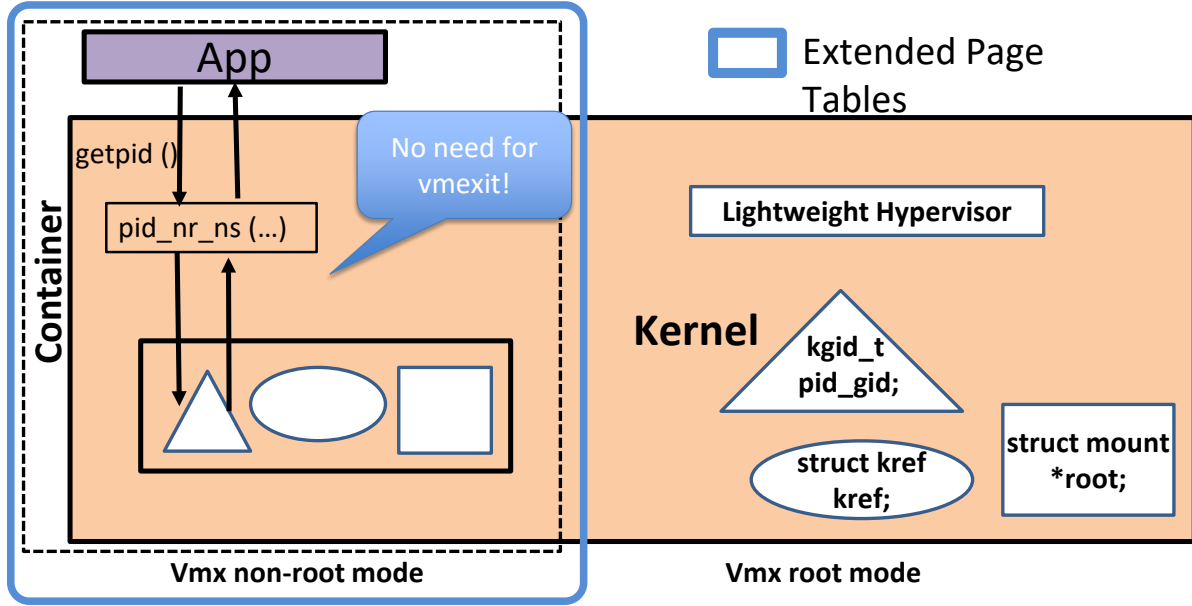 App
Extended Page
Tables
getpid ()
No need for
vmexit!
pid_nr_ns (...)
Container
Lightweight Hypervisor
Kernel
kgid_t
pid_gid;
struct kref
kref;
struct mount
*root;
Vmx non-root mode
Vmx root mode